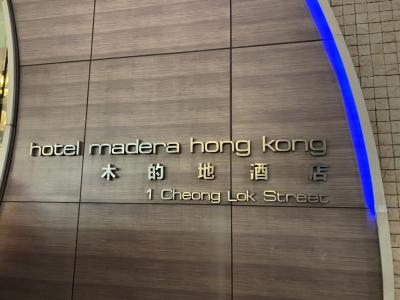 hotel madera hong kong
木的地酒店
1 Cheong Lok Street